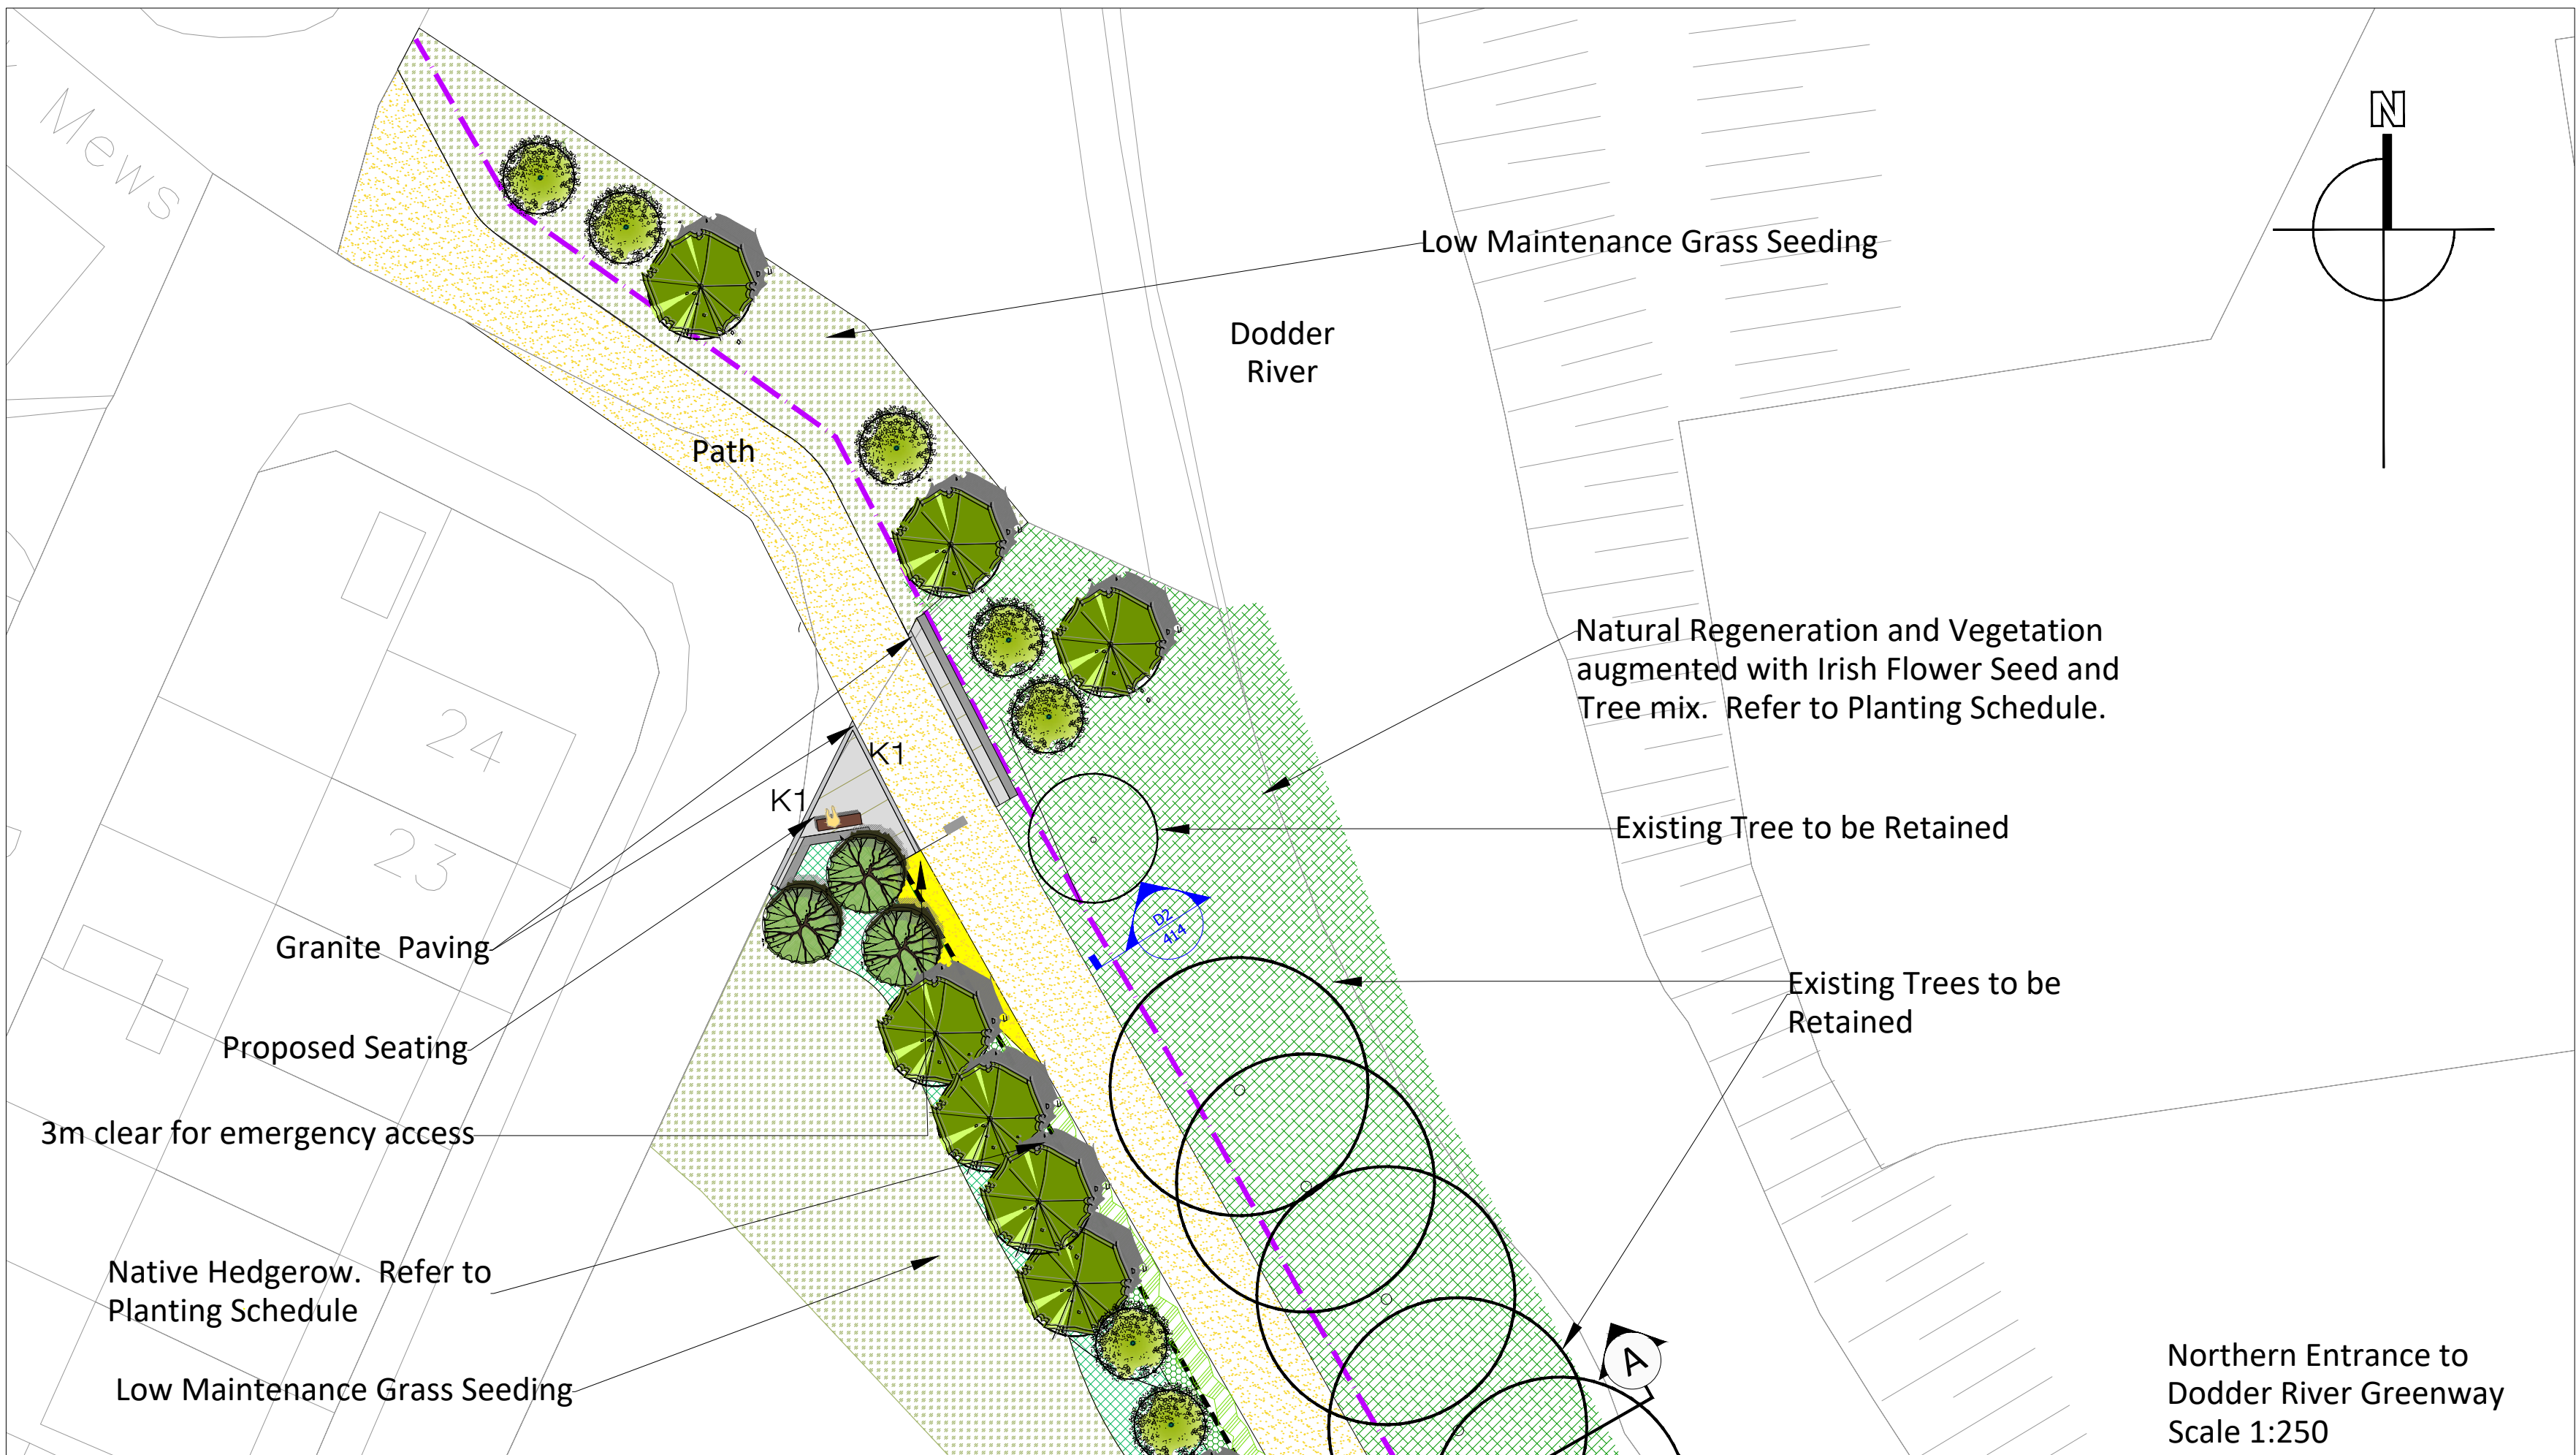 Mews
N
Low Maintenance Grass Seeding
Dodder
River
Path
Natural Regeneration and Vegetation
augmented with Irish Flower Seed and
Tree mix.  Refer to Planting Schedule.
24
K1
K1
Existing Tree to be Retained
23
D2
414
Granite  Paving
Existing Trees to be
Retained
Proposed Seating
3m clear for emergency access
Native Hedgerow.  Refer to
Planting Schedule
Low Maintenance Grass Seeding
A
Northern Entrance to
Dodder River Greenway
Scale 1:250